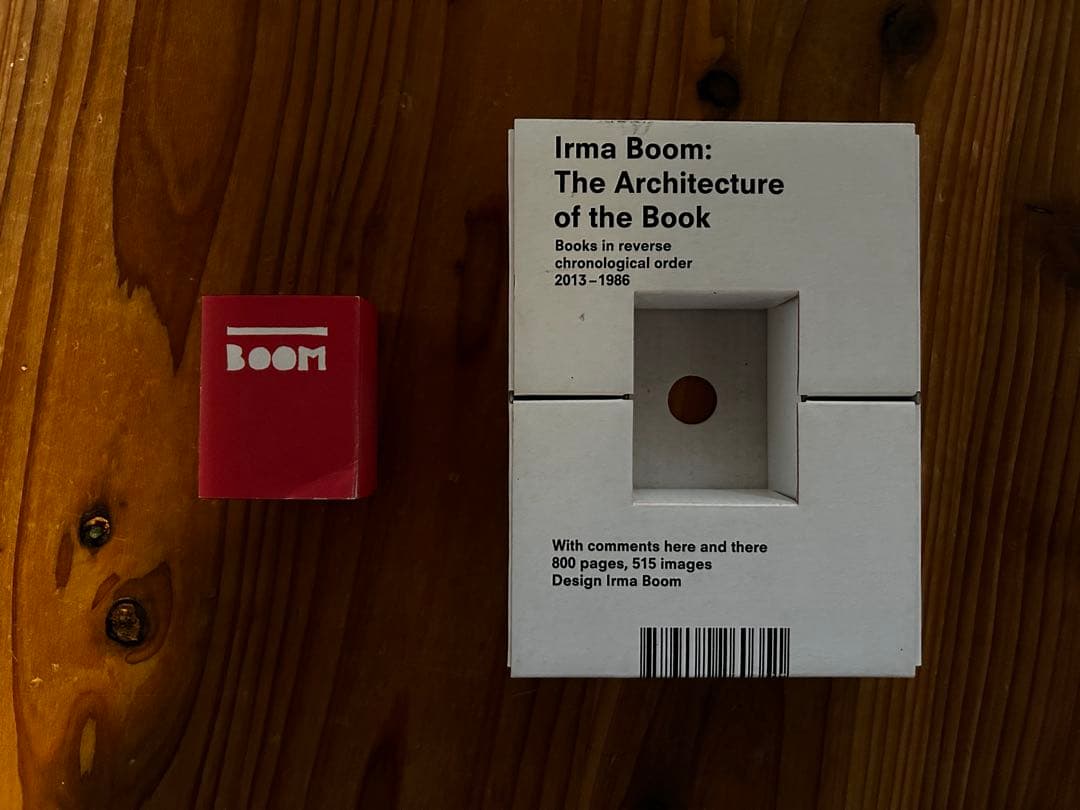 BOOM
Irma Boom:
The Architecture
of the Book
Books in reverse
chronological order
2013–1986
With comments here and there
800 pages, 515 images
Design Irma Boom